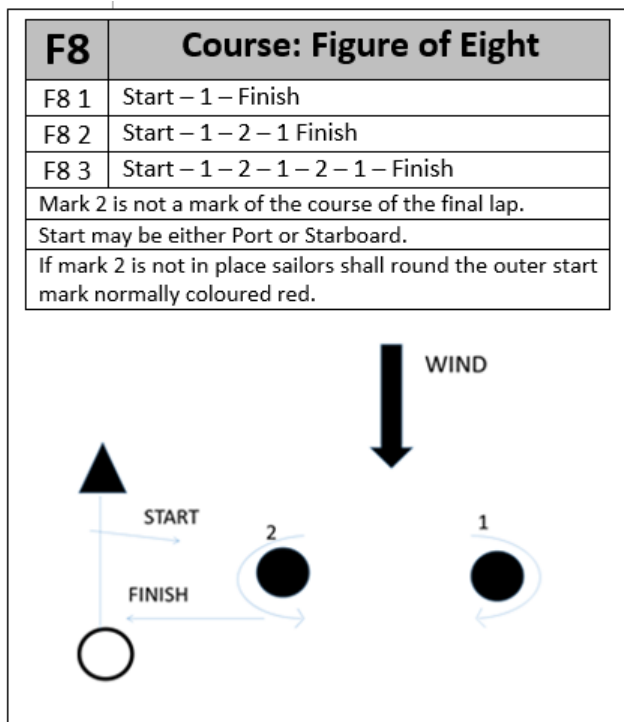 F8 Course: Figure of Eight
F8 1 Start – 1 – Finish
F8 2 Start – 1 – 2 – 1 Finish
F8 3 Start – 1 – 2 – 1 – 2 – 1 – Finish
Mark 2 is not a mark of the course of the final lap.
Start may be either Port or Starboard.
If mark 2 is not in place sailors shall round the outer start
mark normally coloured red.
WIND
START
2
1
FINISH